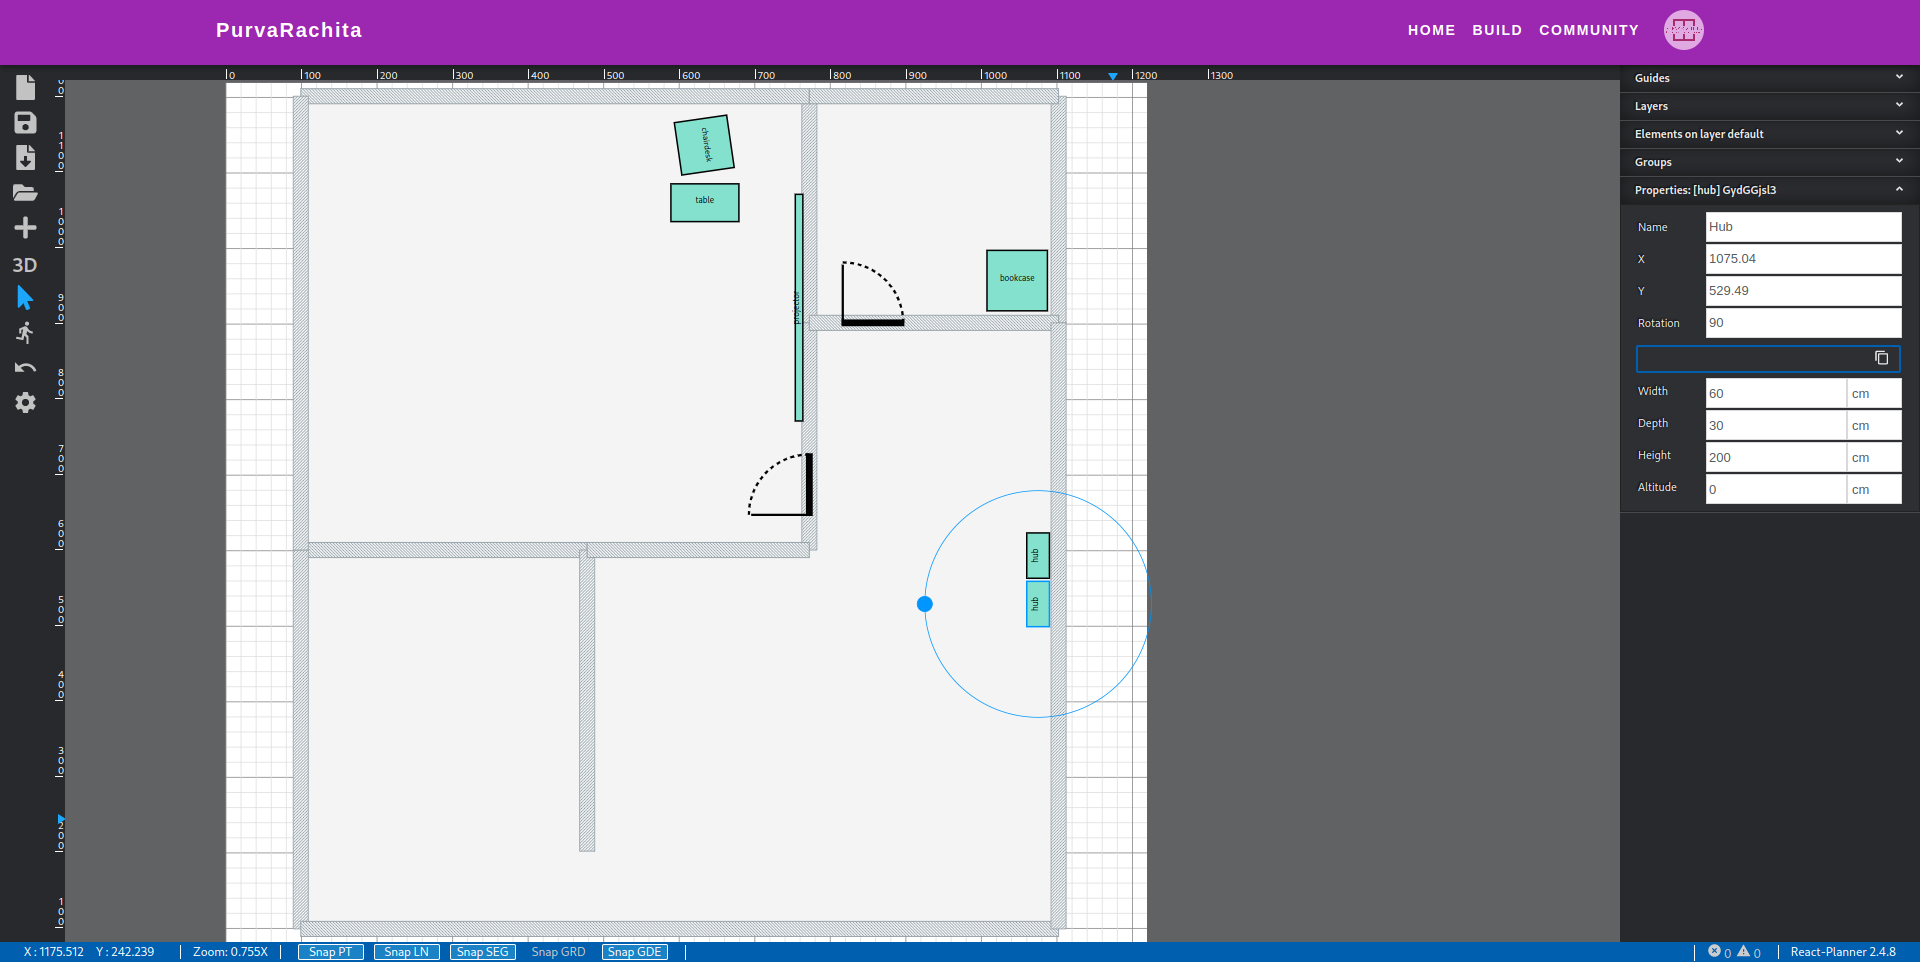 PurvaRachita
HOME BUILD COMMUNITY
0 100 200 300 400 500 600 700 800 900 1000 1100 1200 1300
1100
1000
900
800
700
600
500
400
300
200
100
3D
chairdesk
table
projector
bookcase
hub
hub
Guides
Layers
Elements on layer default
Groups
Properties: [hub] GydGGjsl3
Name Hub
X 1075.04
Y 529.49
Rotation 90
Width 60 cm
Depth 30 cm
Height 200 cm
Altitude 0 cm
X : 1175.512 Y : 242.239 Zoom: 0.755X Snap PT Snap LN Snap SEG Snap GRD Snap GDE 0 0 React-Planner 2.4.8